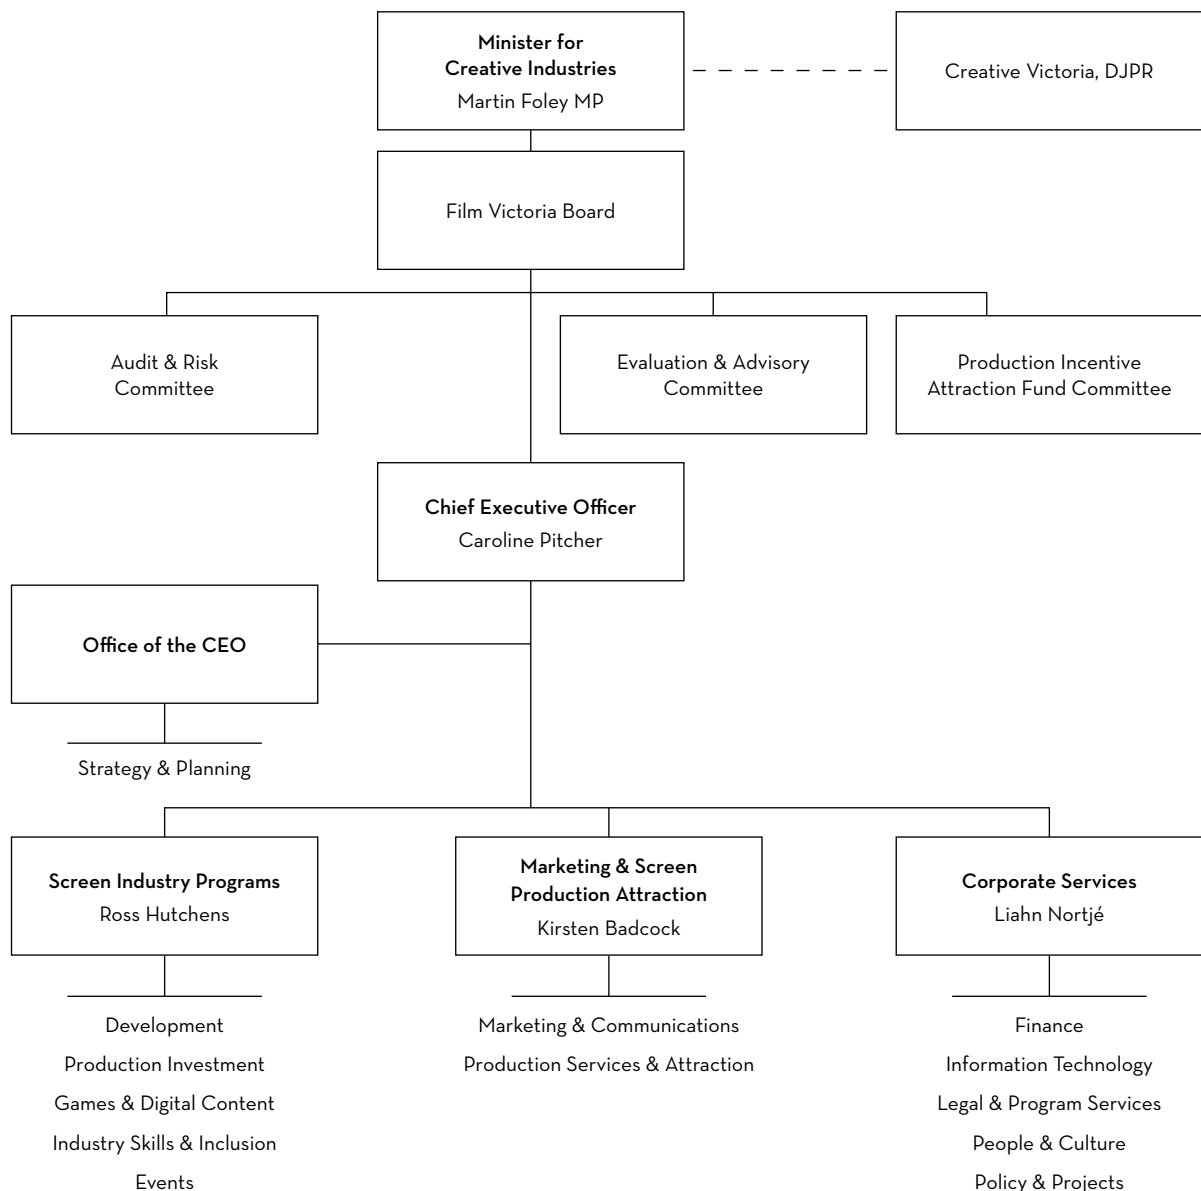 Minister for
Creative Industries
Martin Foley MP
Creative Victoria, DJPR
Film Victoria Board
Audit & Risk
Committee
Evaluation & Advisory
Committee
Production Incentive
Attraction Fund Committee
Chief Executive Officer
Caroline Pitcher
Office of the CEO
Strategy & Planning
Screen Industry Programs
Ross Hutchens
Marketing & Screen
Production Attraction
Kirsten Badcock
Corporate Services
Liahn Nortjé
Development
Production Investment
Games & Digital Content
Industry Skills & Inclusion
Events
Marketing & Communications
Production Services & Attraction
Finance
Information Technology
Legal & Program Services
People & Culture
Policy & Projects